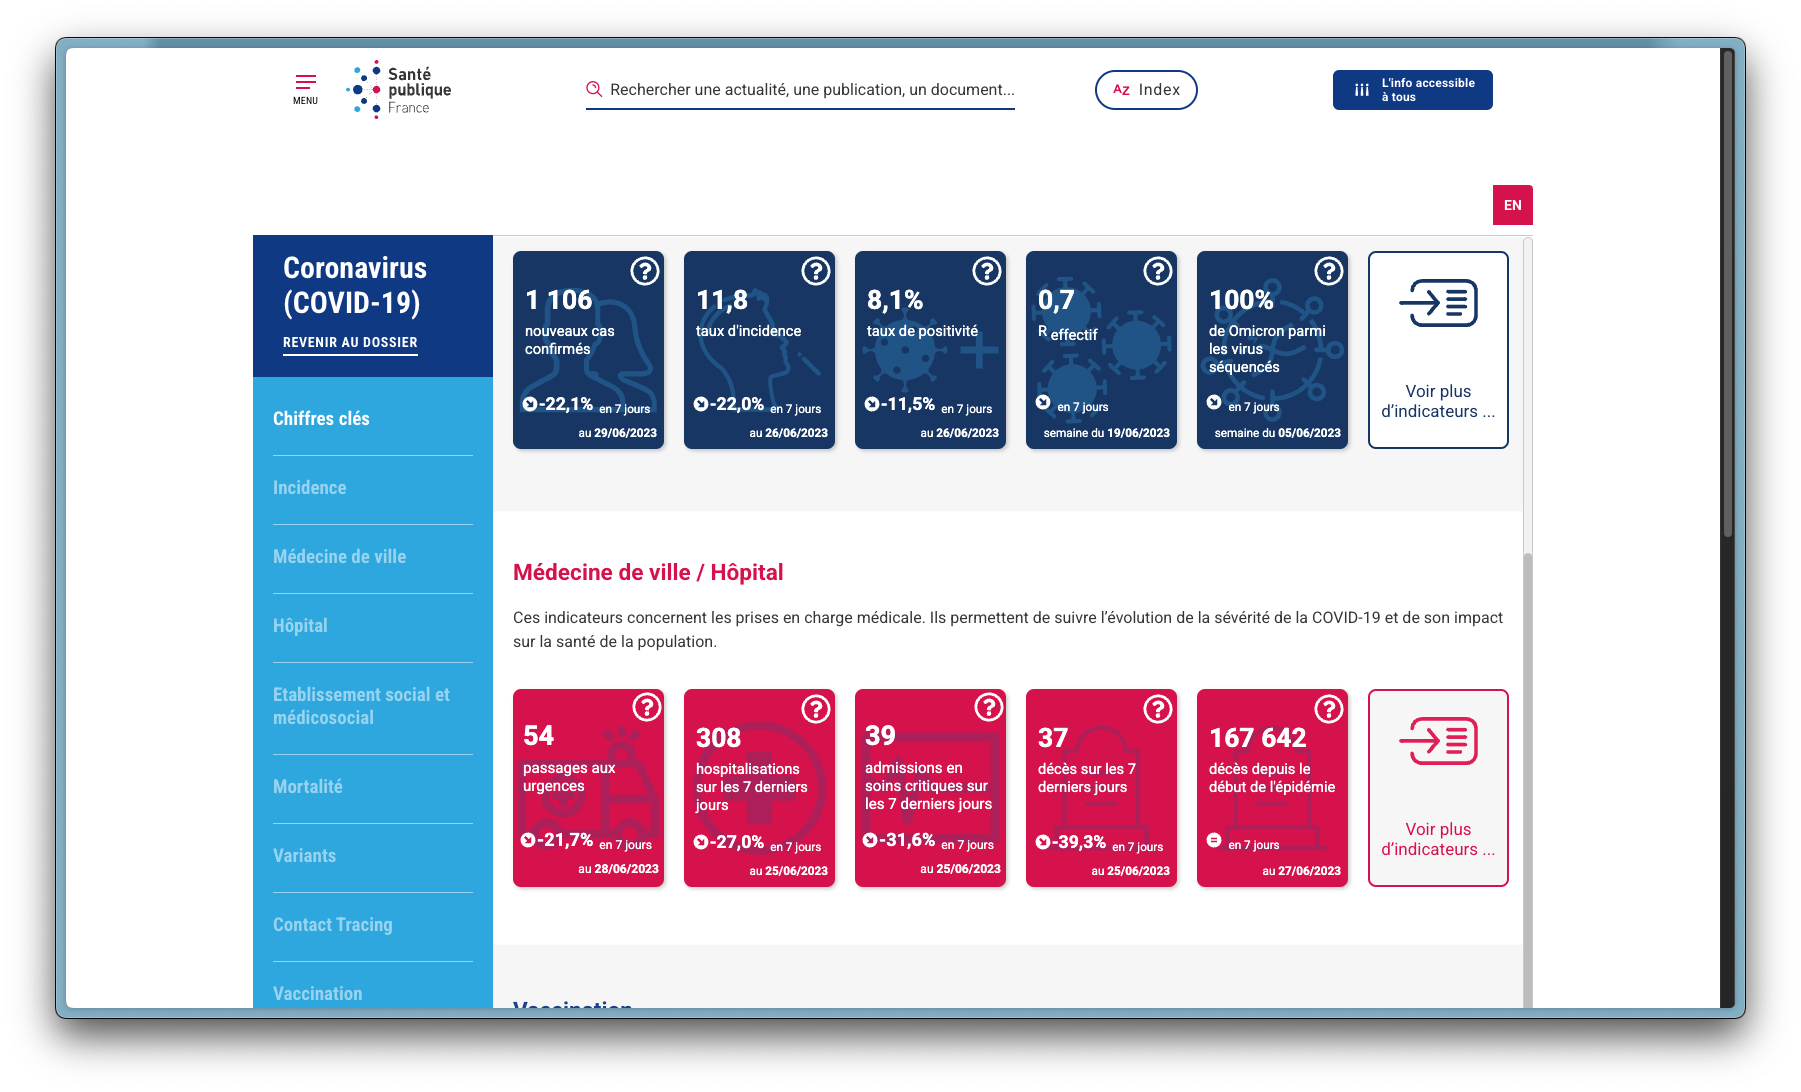 MENU
Santé
publique
France
Rechercher une actualité, une publication, un document...
AZ Index
L'info accessible
à tous
EN
Coronavirus
(COVID-19)
REVENIR AU DOSSIER
Chiffres clés
Incidence
Médecine de ville
Hôpital
Etablissement social et
médicosocial
Mortalité
Variants
Contact Tracing
Vaccination
?
1 106
nouveaux cas
confirmés
-22,1% en 7 jours
au 29/06/2023
?
11,8
taux d'incidence
-22,0% en 7 jours
au 26/06/2023
?
8,1%
taux de positivité
-11,5% en 7 jours
au 26/06/2023
?
0,7
R effectif
en 7 jours
semaine du 19/06/2023
?
100%
de Omicron parmi
les virus
séquencés
en 7 jours
semaine du 05/06/2023
Voir plus
d’indicateurs ...
Médecine de ville / Hôpital
Ces indicateurs concernent les prises en charge médicale. Ils permettent de suivre l’évolution de la sévérité de la COVID-19 et de son impact
sur la santé de la population.
?
54
passages aux
urgences
-21,7% en 7 jours
au 28/06/2023
?
308
hospitalisations
sur les 7 derniers
jours
-27,0% en 7 jours
au 25/06/2023
?
39
admissions en
soins critiques sur
les 7 derniers jours
-31,6% en 7 jours
au 25/06/2023
?
37
décès sur les 7
derniers jours
-39,3% en 7 jours
au 25/06/2023
?
167 642
décès depuis le
début de l'épidémie
= en 7 jours
au 27/06/2023
Voir plus
d’indicateurs ...
Vaccination